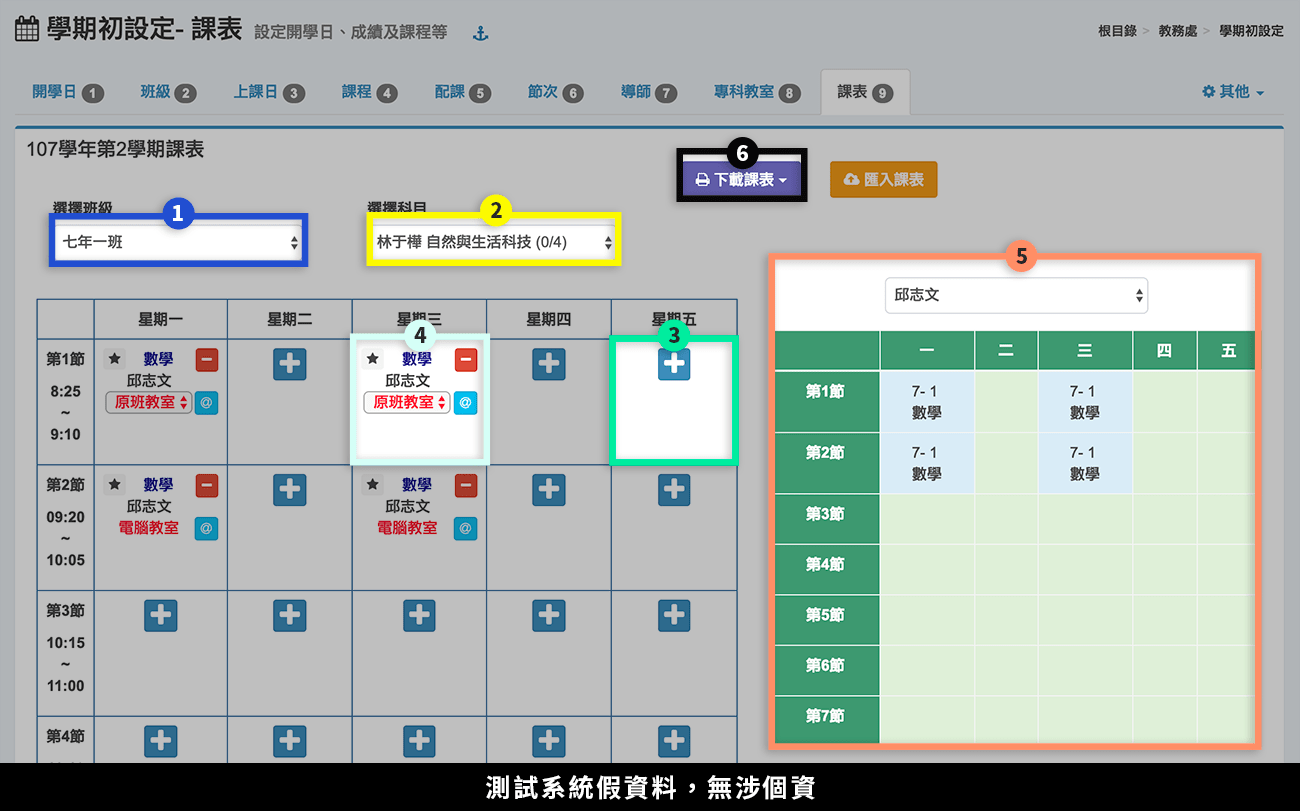 學期初設定- 課表 設定開學日、成績及課程等
根目錄 > 教務處 > 學期初設定
開學日 1 班級 2 上課日 3 課程 4 配課 5 節次 6 導師 7 專科教室 8 課表 9 其他
107學年第2學期課表
6
下載課表 匯入課表
選擇班級 選擇科目
1 2
七年一班 林于樺 自然與生活科技 (0/4)
5
邱志文
星期一 星期二 星期三 星期四 星期五
4 3
第1節 數學 數學
8:25 邱志文 邱志文
~ 原班教室 @ 原班教室 @
9:10
第2節 數學 數學
09:20 邱志文 邱志文
~ 電腦教室 @ 電腦教室 @
10:05
第3節
10:15
~
11:00
第4節
一 二 三 四 五
第1節 7- 1 7- 1
數學 數學
第2節 7- 1 7- 1
數學 數學
第3節
第4節
第5節
第6節
第7節
測試系統假資料，無涉個資